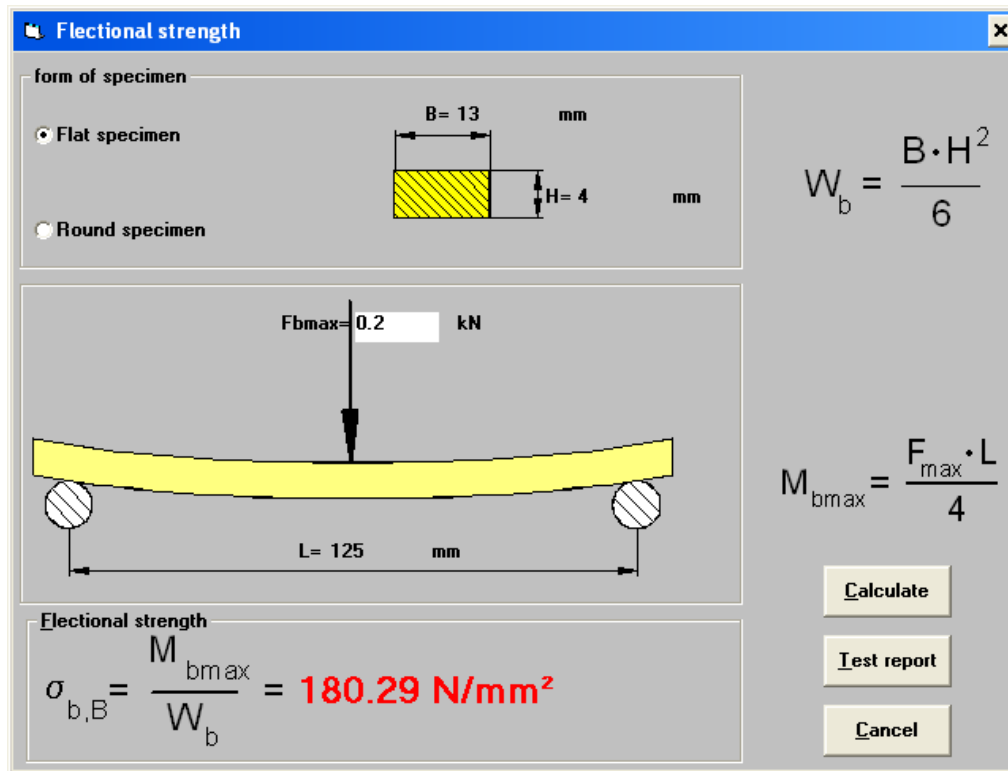 Flectional strength
form of specimen
Flat specimen
B= 13 mm
H= 4 mm
Round specimen
W_b = B·H² / 6
Fbmax= 0.2 kN
L= 125 mm
M_bmax = F_max·L / 4
Calculate
Test report
Cancel
Flectional strength
σ_b,B = M_bmax / W_b = 180.29 N/mm²